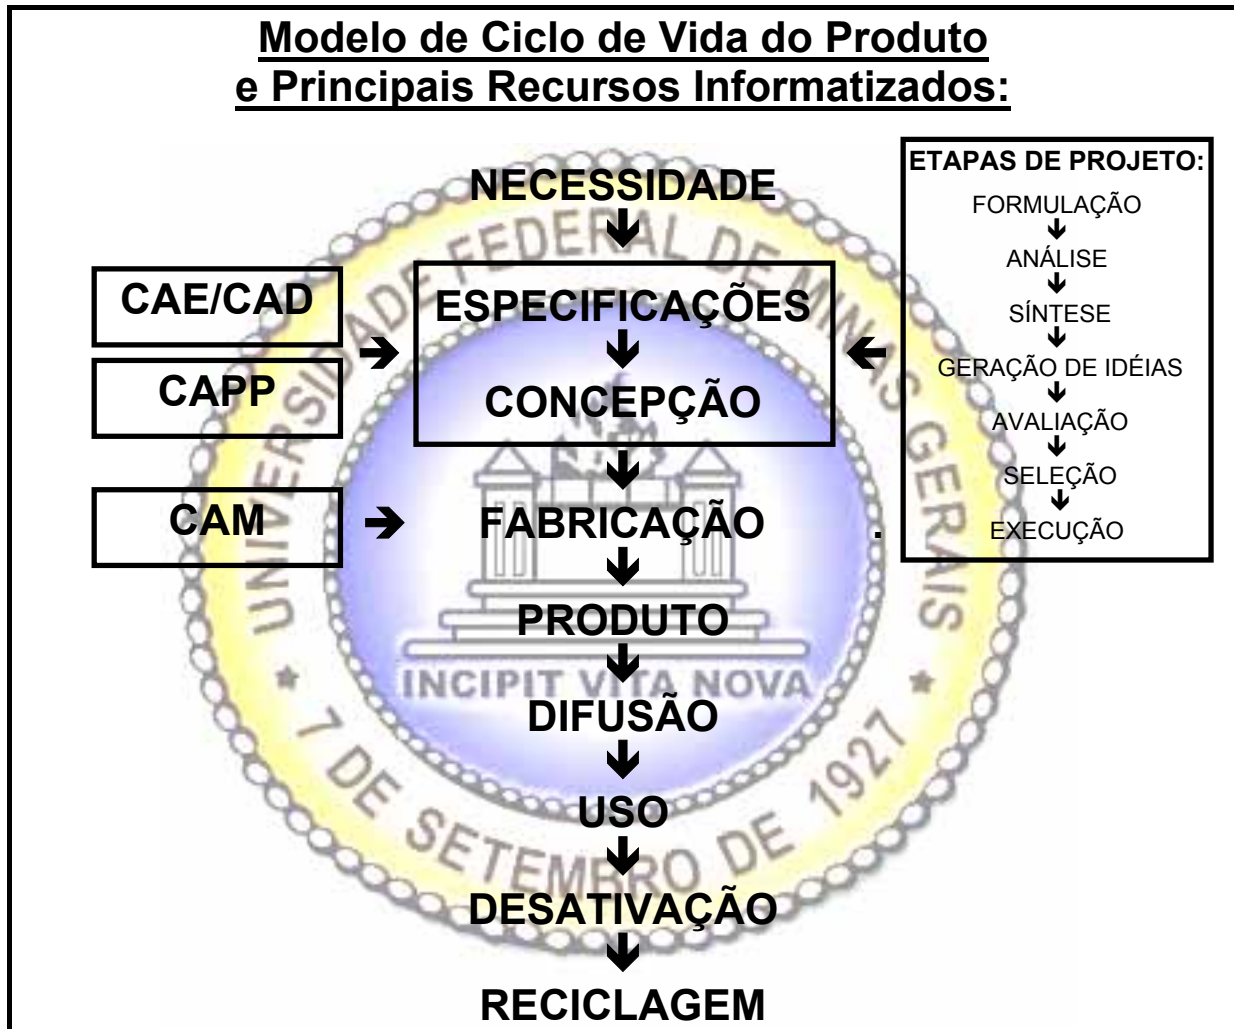 Modelo de Ciclo de Vida do Produto
e Principais Recursos Informatizados:
NECESSIDADE
ESPECIFICAÇÕES
CONCEPÇÃO
FABRICAÇÃO
PRODUTO
DIFUSÃO
USO
DESATIVAÇÃO
RECICLAGEM
CAE/CAD
CAPP
CAM
ETAPAS DE PROJETO:
FORMULAÇÃO
ANÁLISE
SÍNTESE
GERAÇÃO DE IDÉIAS
AVALIAÇÃO
SELEÇÃO
EXECUÇÃO
.
UNIVERSIDADE FEDERAL DE MINAS GERAIS
INCIPIT VITA NOVA
* 7 DE SETEMBRO DE 1927 *